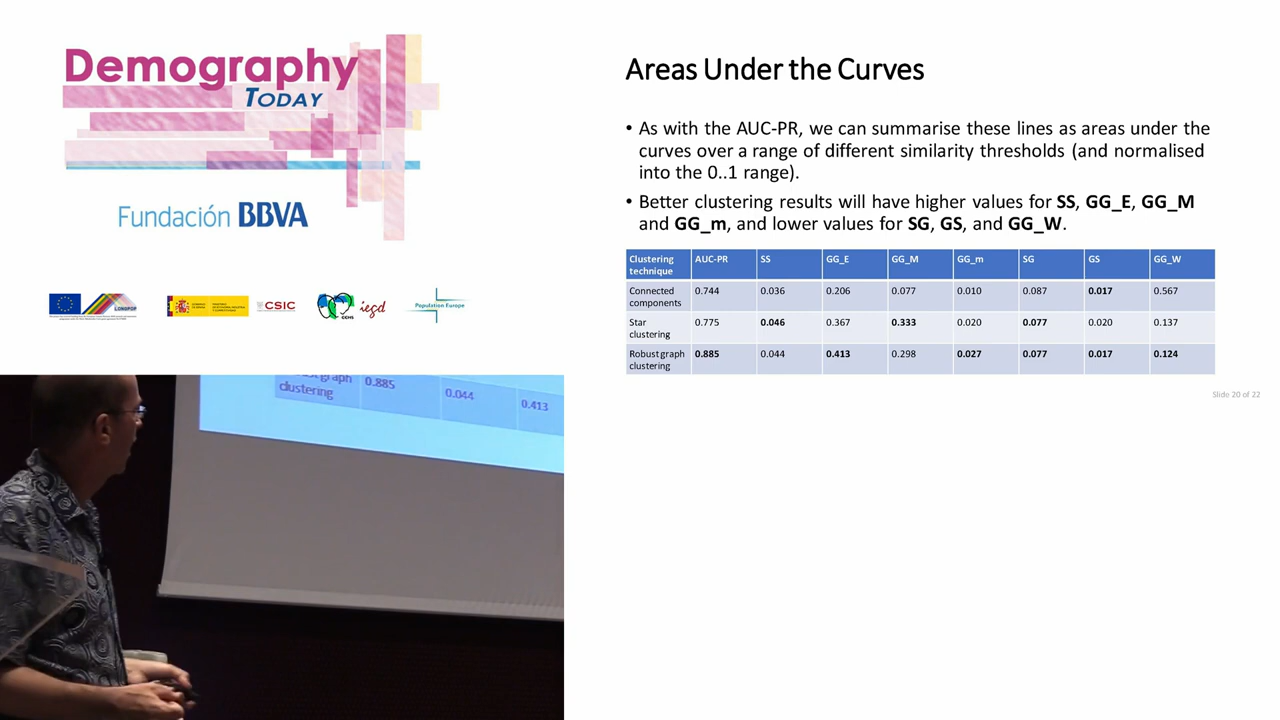 Demography
TODAY
Fundación BBVA
LONGPOP
CSIC
CCHS
iegd
Population Europe
Areas Under the Curves
• As with the AUC-PR, we can summarise these lines as areas under the
curves over a range of different similarity thresholds (and normalised
into the 0..1 range).
• Better clustering results will have higher values for SS, GG_E, GG_M
and GG_m, and lower values for SG, GS, and GG_W.
Clustering technique AUC-PR SS GG_E GG_M GG_m SG GS GG_W
Connected components 0.744 0.036 0.206 0.077 0.010 0.087 0.017 0.567
Star clustering 0.775 0.046 0.367 0.333 0.020 0.077 0.020 0.137
Robust graph clustering 0.885 0.044 0.413 0.298 0.027 0.077 0.017 0.124
Slide 20 of 22
graph
clustering 0.885 0.044 0.413